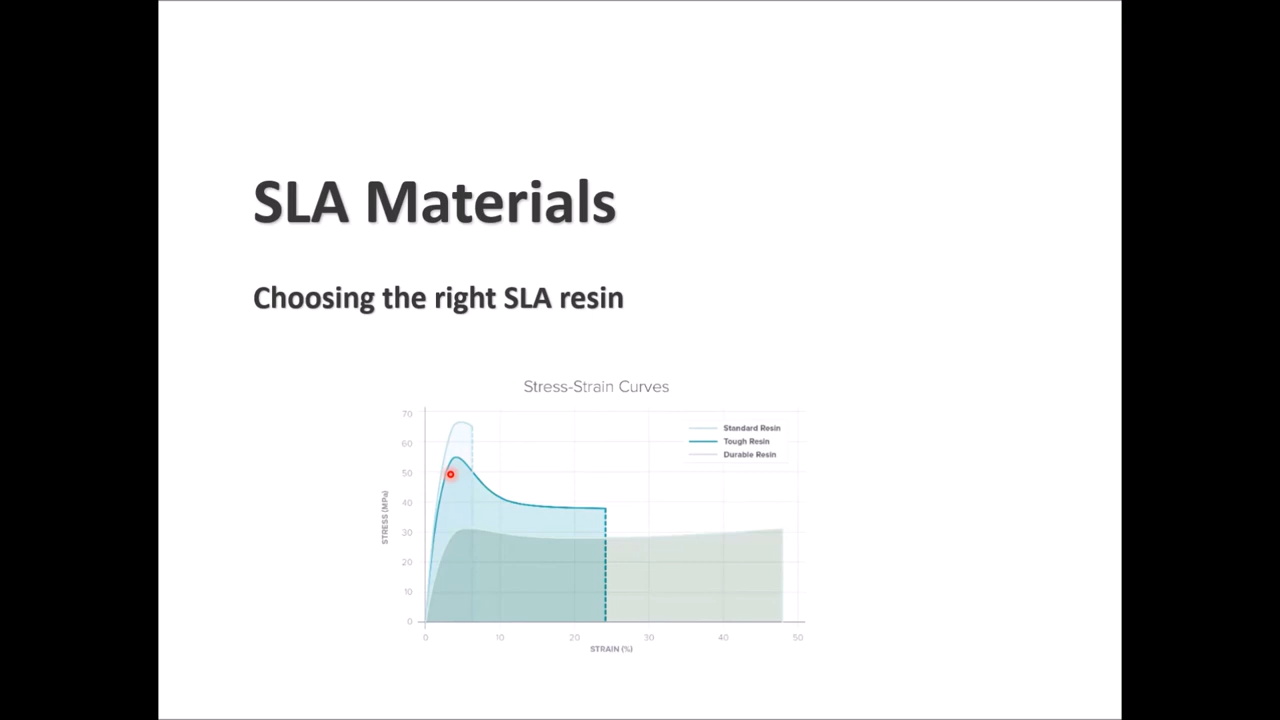 SLA Materials
Choosing the right SLA resin
Stress-Strain Curves
70
60
50
40
30
20
10
0
STRESS (MPa)
Standard Resin
Tough Resin
Durable Resin
0 10 20 30 40 50
STRAIN (%)